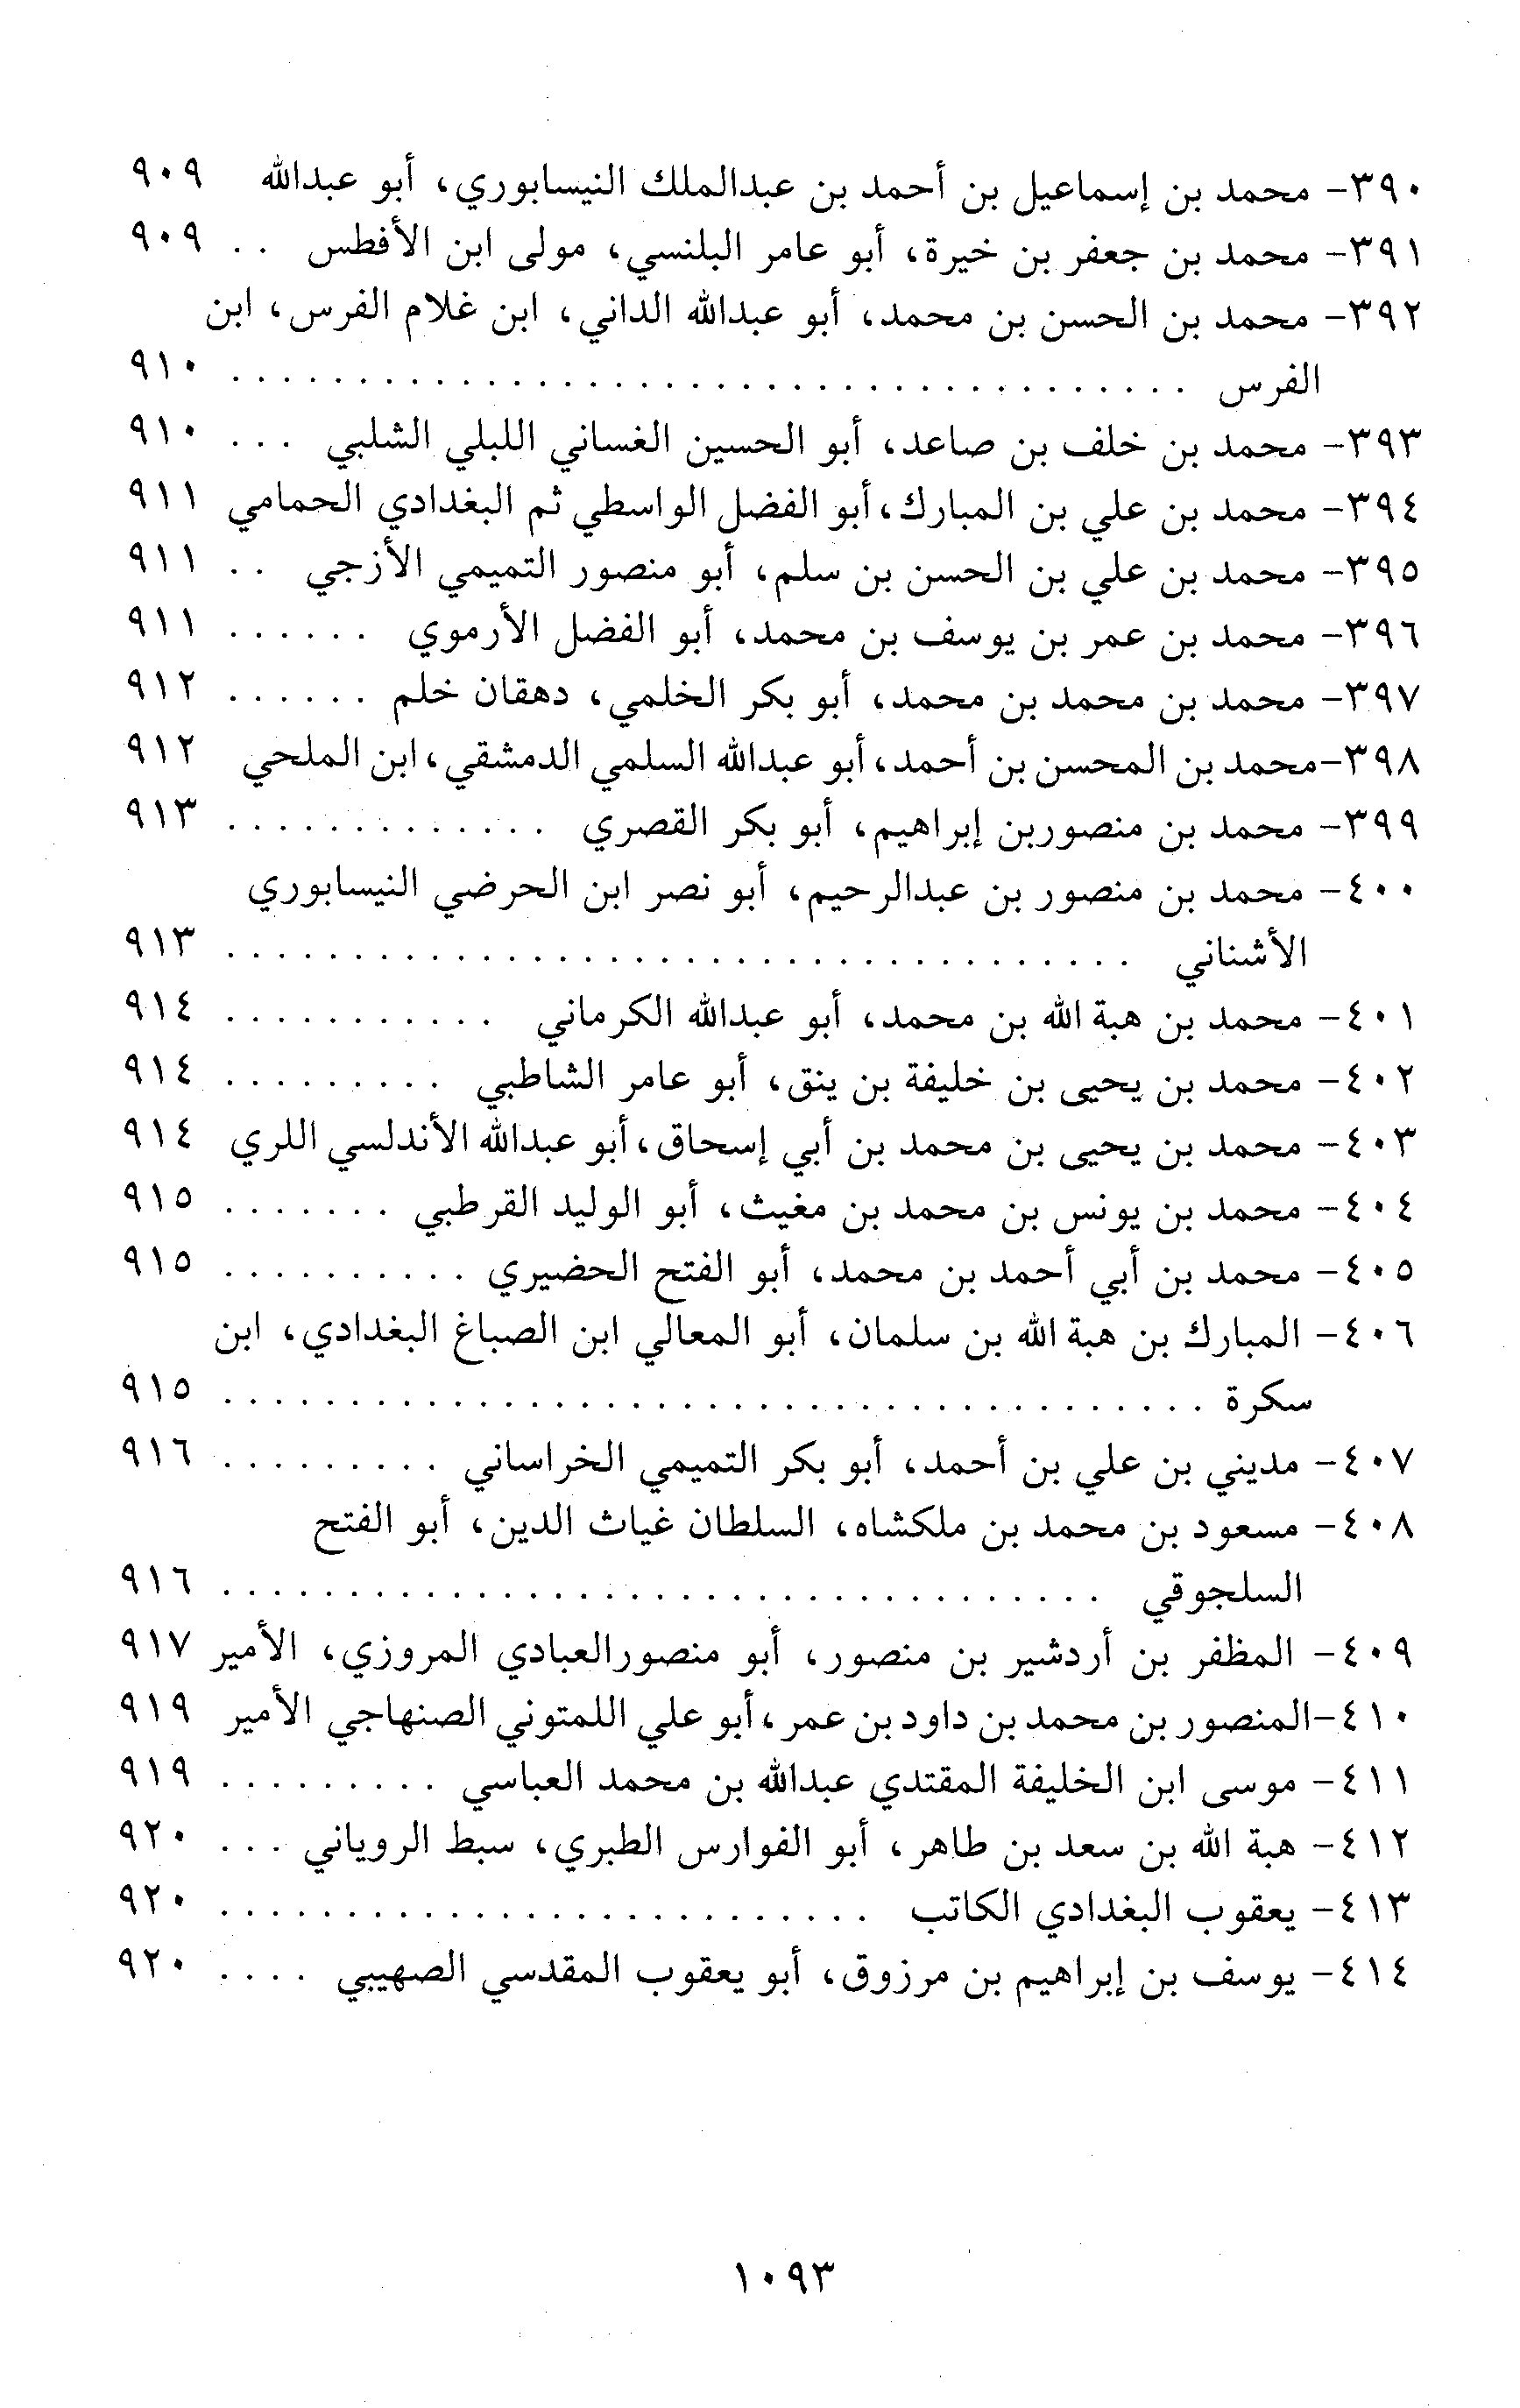 ٣٩٠- محمد بن إسماعيل بن أحمد بن عبدالملك النيسابوري، أبو عبدالله ٩٠٩
٣٩١- محمد بن جعفر بن خيرة، أبو عامر البلنسي، مولى ابن الأفطس . . ٩٠٩
٣٩٢- محمد بن الحسن بن محمد، أبو عبدالله الداني، ابن غلام الفرس، ابن
الفرس . . . . . . . . . . . . . . . . . . . . . . . . . . . . . . . . . . . . . . ٩١٠
٣٩٣- محمد بن خلف بن صاعد، أبو الحسين الغساني اللبلي الشلبي . . . ٩١٠
٣٩٤- محمد بن علي بن المبارك، أبو الفضل الواسطي ثم البغدادي الحمامي ٩١١
٣٩٥- محمد بن علي بن الحسن بن سلم، أبو منصور التميمي الأزجي . . ٩١١
٣٩٦- محمد بن عمر بن يوسف بن محمد، أبو الفضل الأرموي . . . . . . ٩١١
٣٩٧- محمد بن محمد بن محمد، أبو بكر الخلمي، دهقان خلم . . . . . . ٩١٢
٣٩٨-محمد بن المحسن بن أحمد، أبو عبدالله السلمي الدمشقي، ابن الملحي ٩١٢
٣٩٩- محمد بن منصوربن إبراهيم، أبو بكر القصري . . . . . . . . . . . . . ٩١٣
٤٠٠- محمد بن منصور بن عبدالرحيم، أبو نصر ابن الحرضي النيسابوري
الأشناني . . . . . . . . . . . . . . . . . . . . . . . . . . . . . . . . . . . . ٩١٣
٤٠١- محمد بن هبة الله بن محمد، أبو عبدالله الكرماني . . . . . . . . . . . ٩١٤
٤٠٢- محمد بن يحيى بن خليفة بن ينق، أبو عامر الشاطبي . . . . . . . . . ٩١٤
٤٠٣- محمد بن يحيى بن محمد بن أبي إسحاق، أبو عبدالله الأندلسي اللري ٩١٤
٤٠٤- محمد بن يونس بن محمد بن مغيث، أبو الوليد القرطبي . . . . . . . ٩١٥
٤٠٥- محمد بن أبي أحمد بن محمد، أبو الفتح الحضيري . . . . . . . . . . ٩١٥
٤٠٦- المبارك بن هبة الله بن سلمان، أبو المعالي ابن الصباغ البغدادي، ابن
سكرة . . . . . . . . . . . . . . . . . . . . . . . . . . . . . . . . . . . . . . . ٩١٥
٤٠٧- مديني بن علي بن أحمد، أبو بكر التميمي الخراساني . . . . . . . . . ٩١٦
٤٠٨- مسعود بن محمد بن ملكشاه، السلطان غياث الدين، أبو الفتح
السلجوقي . . . . . . . . . . . . . . . . . . . . . . . . . . . . . . . . . . . ٩١٦
٤٠٩- المظفر بن أردشير بن منصور، أبو منصورالعبادي المروزي، الأمير ٩١٧
٤١٠-المنصور بن محمد بن داود بن عمر، أبو علي اللمتوني الصنهاجي الأمير ٩١٩
٤١١- موسى ابن الخليفة المقتدي عبدالله بن محمد العباسي . . . . . . . . . ٩١٩
٤١٢- هبة الله بن سعد بن طاهر، أبو الفوارس الطبري، سبط الروياني . . . ٩٢٠
٤١٣- يعقوب البغدادي الكاتب . . . . . . . . . . . . . . . . . . . . . . . . . . ٩٢٠
٤١٤- يوسف بن إبراهيم بن مرزوق، أبو يعقوب المقدسي الصهيبي . . . . ٩٢٠
١٠٩٣